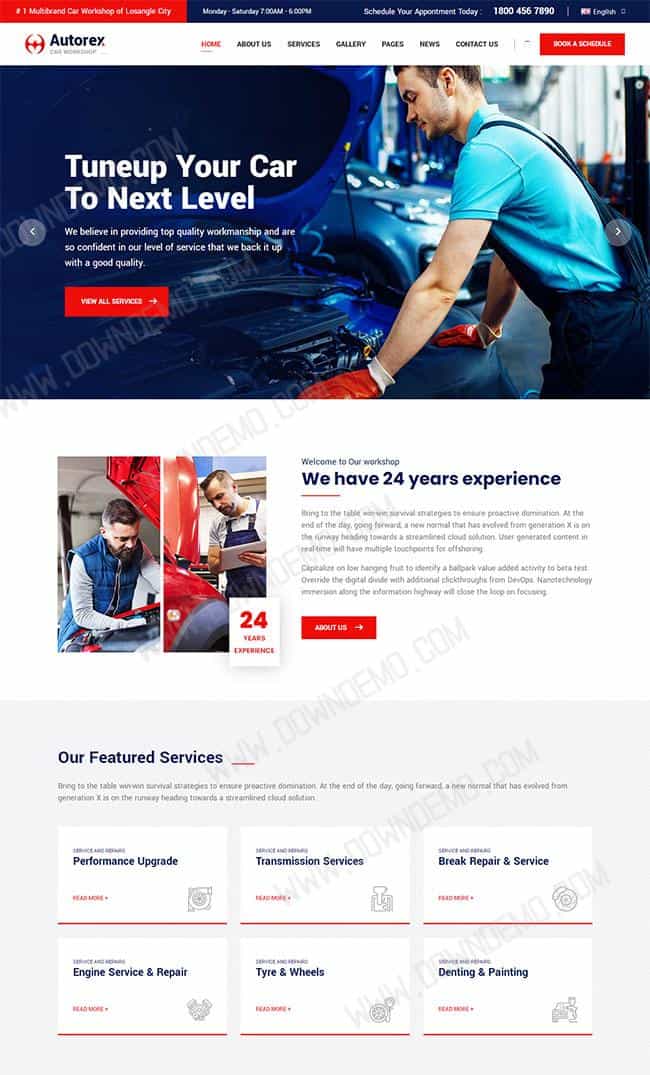 # 1 Multibrand Car Workshop of Losangle City
Monday - Saturday 7:00AM - 6:00PM
Schedule Your Appontment Today : 1800 456 7890
English
Autorex
CAR WORKSHOP
HOME ABOUT US SERVICES GALLERY PAGES NEWS CONTACT US
BOOK A SCHEDULE
Tuneup Your Car
To Next Level
We believe in providing top quality workmanship and are
so confident in our level of service that we back it up
with a good quality.
VIEW ALL SERVICES
Welcome to Our workshop
We have 24 years experience
Bring to the table win-win survival strategies to ensure proactive domination. At the
end of the day, going forward, a new normal that has evolved from generation X is on
the runway heading towards a streamlined cloud solution. User generated content in
real-time will have multiple touchpoints for offshoring.
Capitalize on low hanging fruit to identify a ballpark value added activity to beta test.
Override the digital divide with additional clickthroughs from DevOps. Nanotechnology
immersion along the information highway will close the loop on focusing.
ABOUT US
24
YEARS
EXPERIENCE
Our Featured Services
Bring to the table win-win survival strategies to ensure proactive domination. At the end of the day, going forward, a new normal that has evolved from
generation X is on the runway heading towards a streamlined cloud solution.
SERVICE AND REPAIRS
Performance Upgrade
READ MORE +
SERVICE AND REPAIRS
Transmission Services
READ MORE +
SERVICE AND REPAIRS
Break Repair & Service
READ MORE +
SERVICE AND REPAIRS
Engine Service & Repair
READ MORE +
SERVICE AND REPAIRS
Tyre & Wheels
READ MORE +
SERVICE AND REPAIRS
Denting & Painting
READ MORE +
WWW.DOWNDEMO.COM
WWW.DOWNDEMO.COM
WWW.DOWNDEMO.COM
WWW.DOWNDEMO.COM
WWW.DOWNDEMO.COM